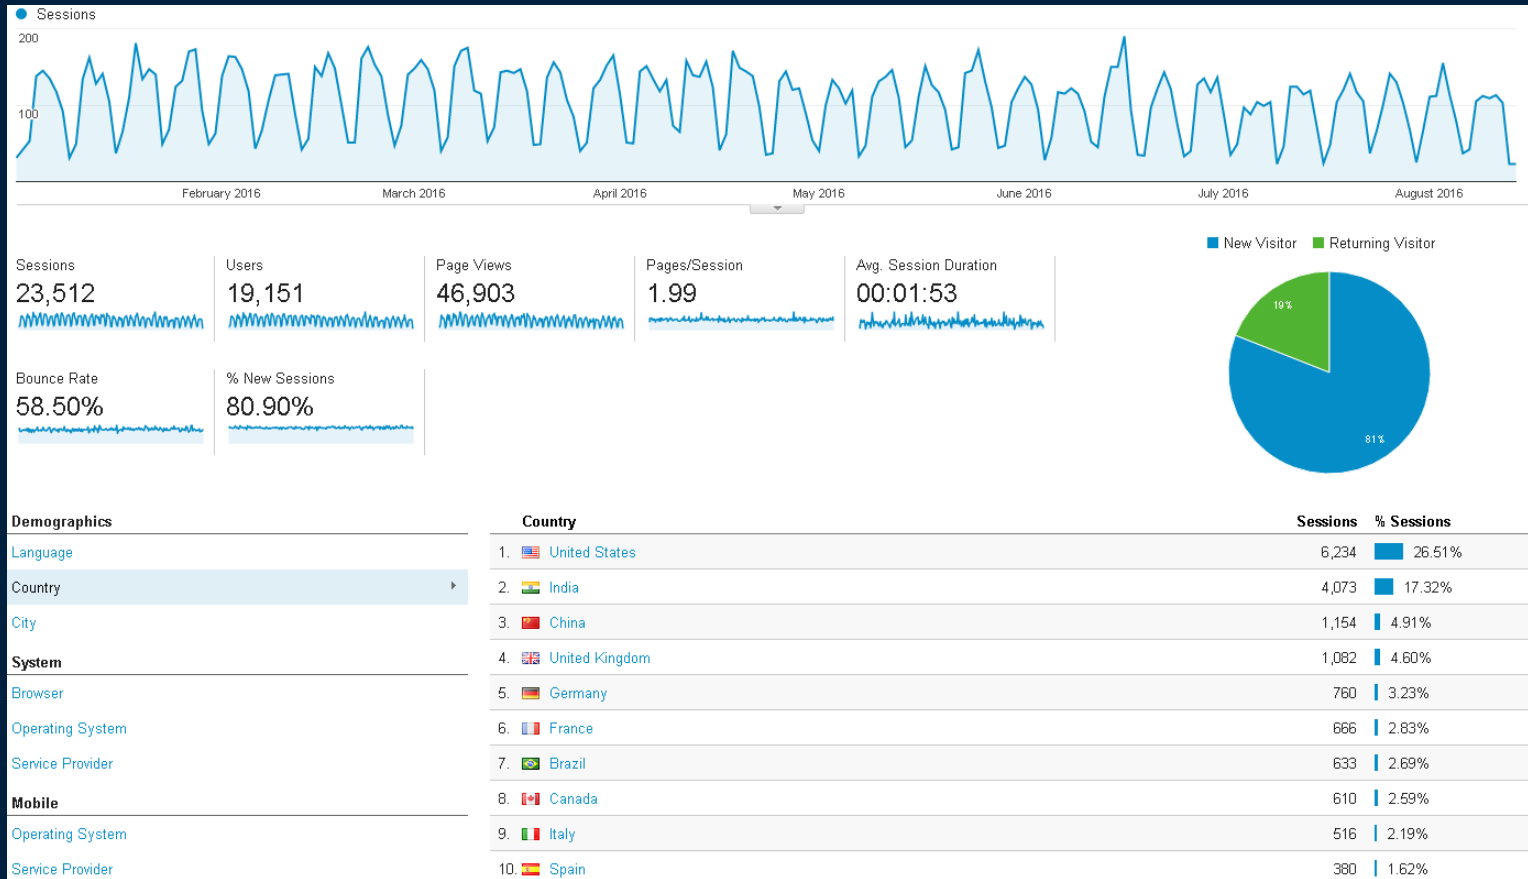 Sessions
200
100
February 2016 March 2016 April 2016 May 2016 June 2016 July 2016 August 2016
New Visitor Returning Visitor
Sessions Users Page Views Pages/Session Avg. Session Duration
23,512 19,151 46,903 1.99 00:01:53
19%
Bounce Rate % New Sessions
58.50% 80.90%
81%
Demographics Country Sessions % Sessions
Language 1. United States 6,234 26.51%
Country 2. India 4,073 17.32%
City 3. China 1,154 4.91%
System 4. United Kingdom 1,082 4.60%
Browser 5. Germany 760 3.23%
Operating System 6. France 666 2.83%
Service Provider 7. Brazil 633 2.69%
Mobile 8. Canada 610 2.59%
Operating System 9. Italy 516 2.19%
Service Provider 10. Spain 380 1.62%